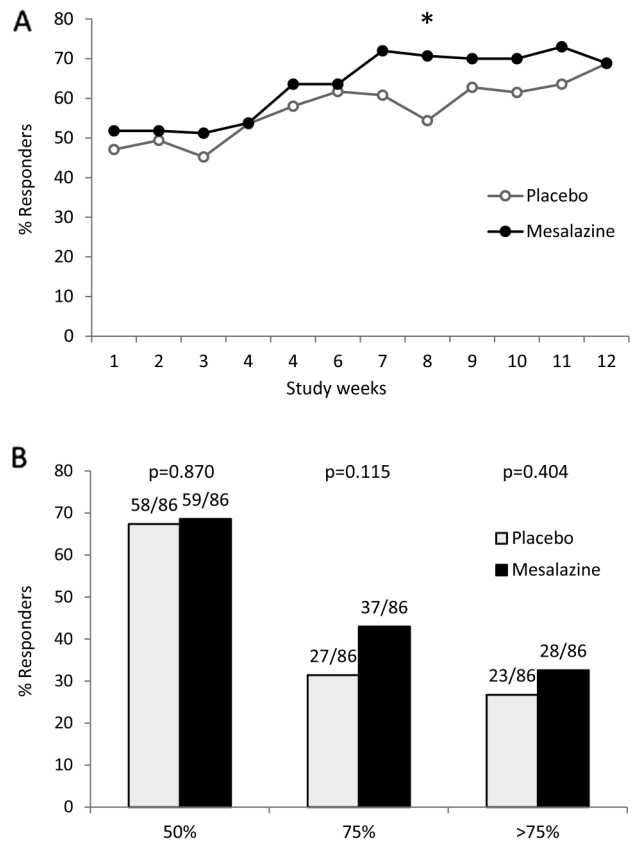 A
80
*
70
60
50
40
30
20
10
0
% Responders
Placebo
Mesalazine
1 2 3 4 4 6 7 8 9 10 11 12
Study weeks
B
80
70
60
50
40
30
20
10
0
% Responders
p=0.870 p=0.115 p=0.404
58/86 59/86
27/86 37/86
23/86 28/86
Placebo
Mesalazine
50% 75% >75%